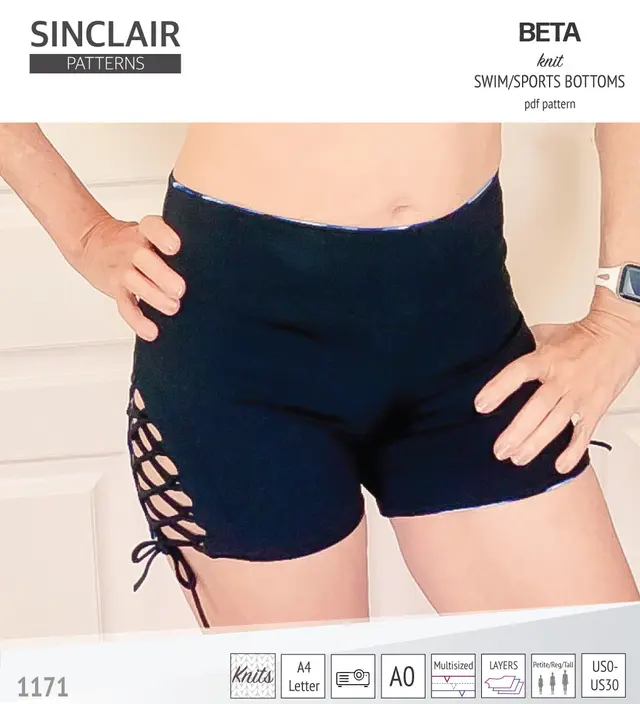 SINCLAIR
PATTERNS
BETA
knit
SWIM/SPORTS BOTTOMS
pdf pattern
1171
Knits
A4
Letter
A0
Multisized
LAYERS
Petite/Reg/Tall
US0-
US30